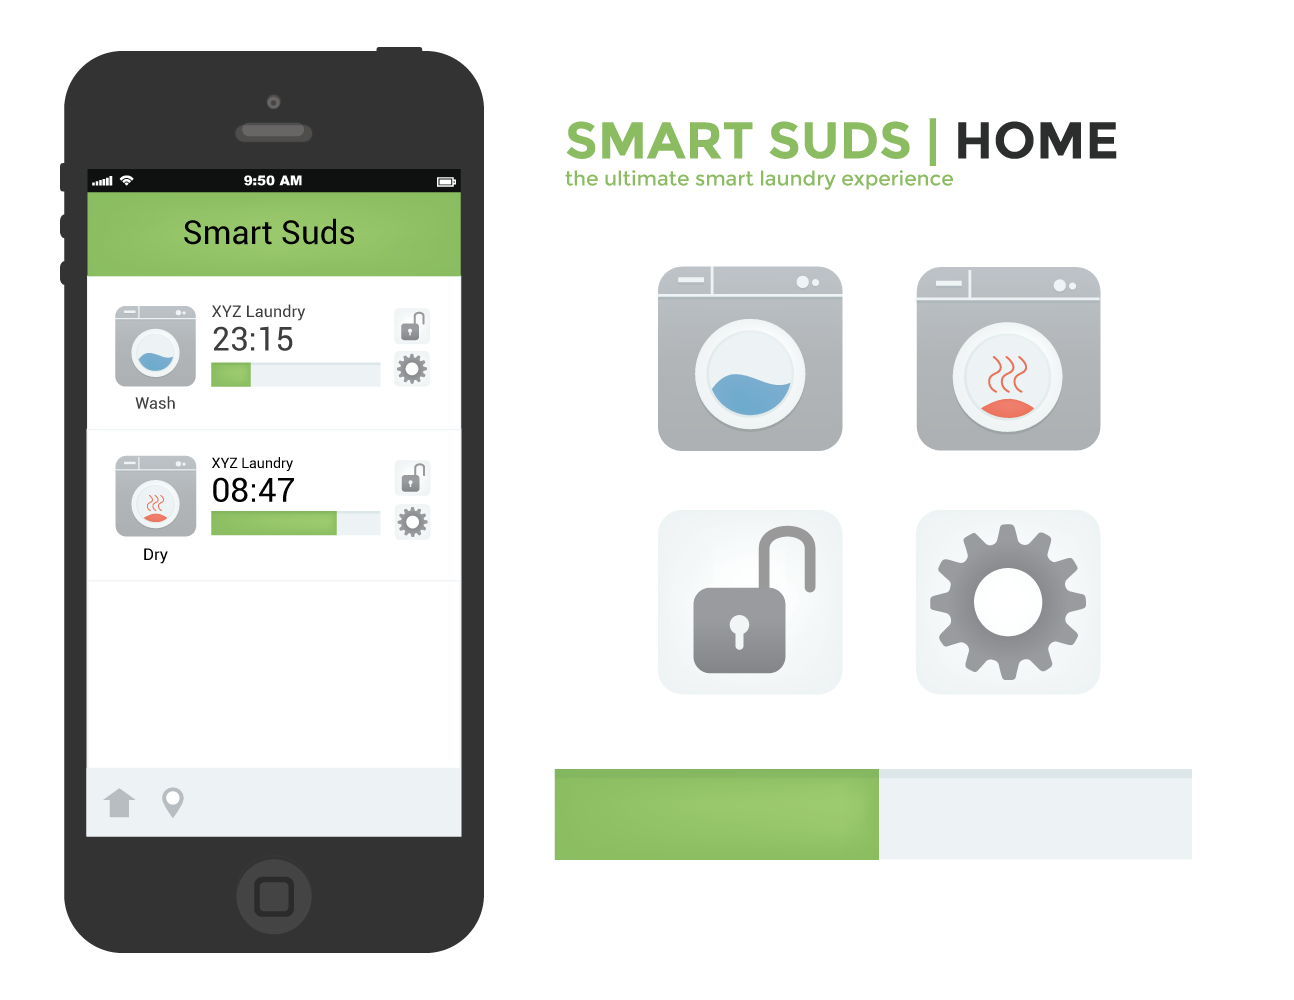 9:50 AM
Smart Suds
XYZ Laundry
23:15
Wash
XYZ Laundry
08:47
Dry
SMART SUDS | HOME
the ultimate smart laundry experience